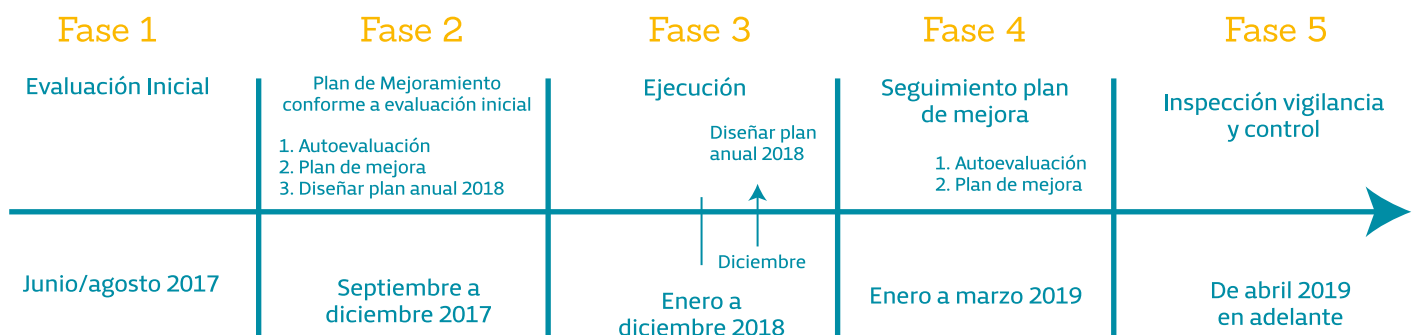 Fase 1
Fase 2
Fase 3
Fase 4
Fase 5
Evaluación Inicial
Plan de Mejoramiento
conforme a evaluación inicial
1. Autoevaluación
2. Plan de mejora
3. Diseñar plan anual 2018
Ejecución
Diseñar plan
anual 2018
Diciembre
Seguimiento plan
de mejora
1. Autoevaluación
2. Plan de mejora
Inspección vigilancia
y control
Junio/agosto 2017
Septiembre a
diciembre 2017
Enero a
diciembre 2018
Enero a marzo 2019
De abril 2019
en adelante